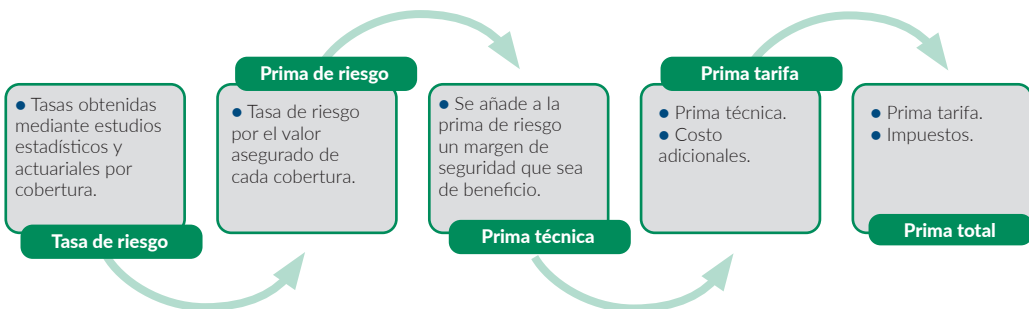 ● Tasas obtenidas
mediante estudios
estadísticos y
actuariales por
cobertura.
Tasa de riesgo
Prima de riesgo
● Tasa de riesgo
por el valor
asegurado de
cada cobertura.
● Se añade a la
prima de riesgo
un margen de
seguridad que sea
de beneficio.
Prima técnica
Prima tarifa
● Prima técnica.
● Costo
adicionales.
● Prima tarifa.
● Impuestos.
Prima total